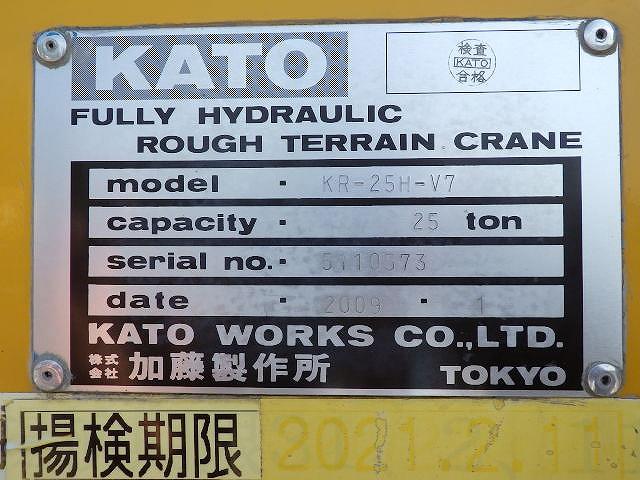 KATO
検査
KATO
合格
FULLY HYDRAULIC
ROUGH TERRAIN CRANE
model · KR-25H-V7
capacity · 25 ton
serial no. · 5110573
date · 2009 · 1
KATO WORKS CO.,LTD.
株式会社 加藤製作所 TOKYO
揚検期限 2021.2.11